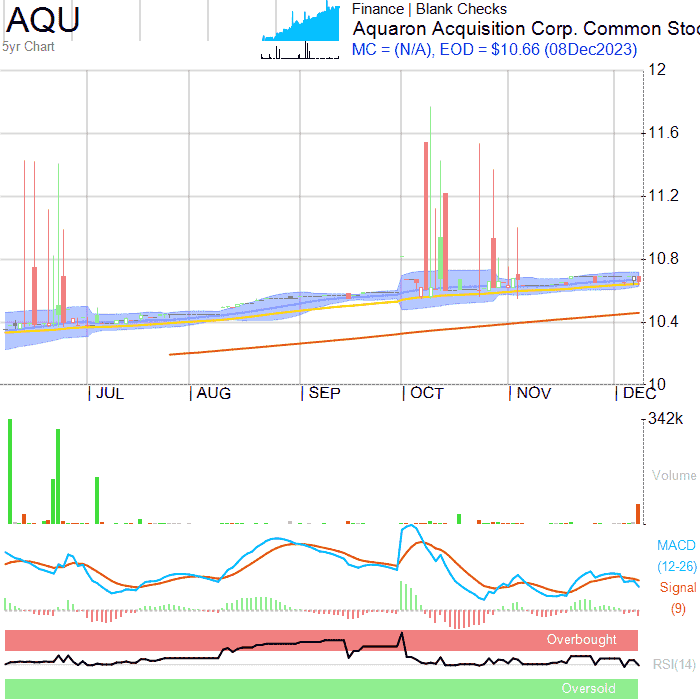 AQU
5yr Chart
Finance | Blank Checks
Aquaron Acquisition Corp. Common Stoc
MC = (N/A), EOD = $10.66 (08Dec2023)
12
11.6
11.2
10.8
10.4
10
JUL AUG SEP OCT NOV DEC
342k
Volume
MACD
(12-26)
Signal
(9)
Overbought
RSI(14)
Oversold